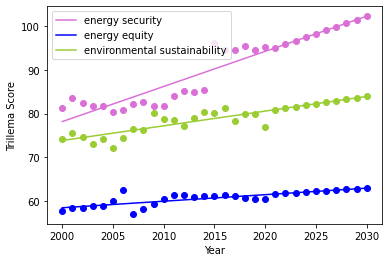 energy security
energy equity
environmental sustainability
100
90
80
70
60
Trillema Score
2000
2005
2010
2015
2020
2025
2030
Year